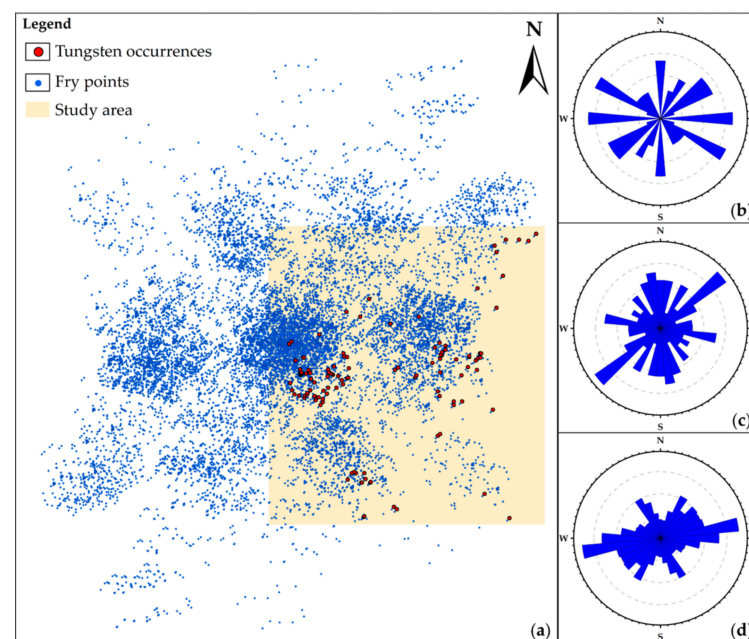 Legend
Tungsten occurrences
Fry points
Study area
N
(a)
N
W
S
(b)
N
W
S
(c)
N
W
S
(d)